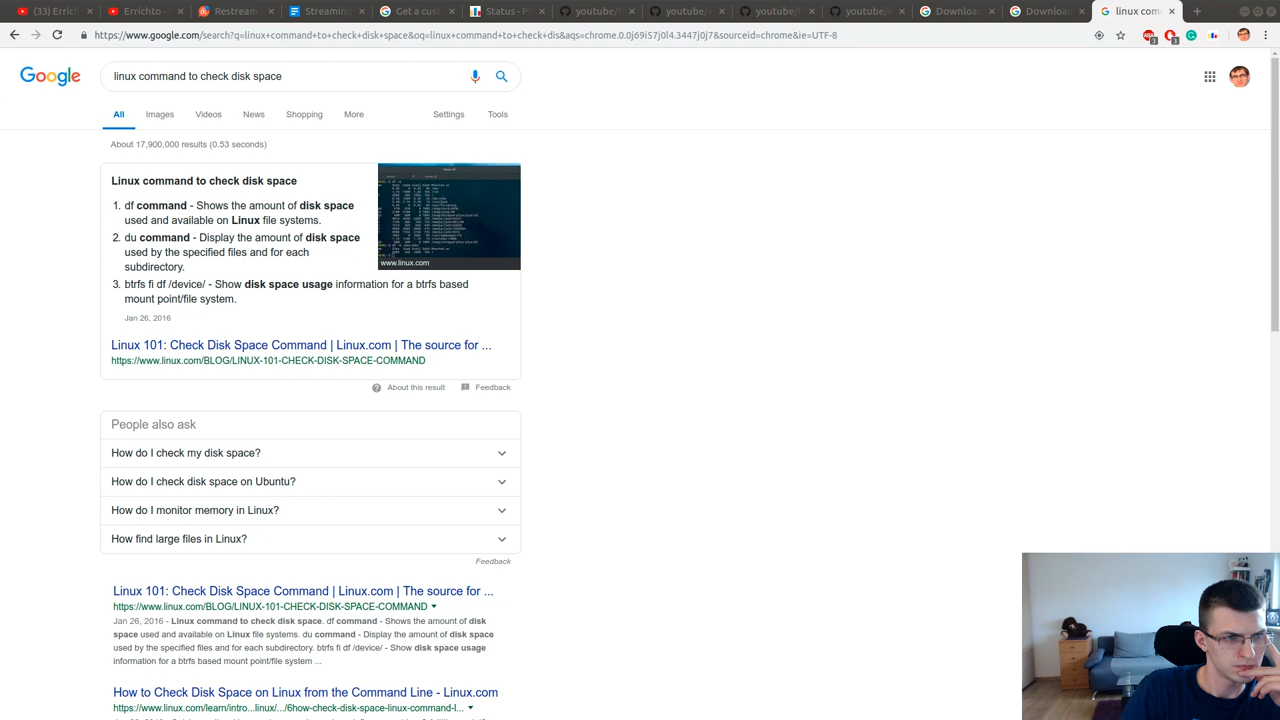 (33) Errich
Errichto -
Restream
Streaming
Get a cust
Status - PS
youtube/
youtube/
youtube/
youtube/
Download
Download
linux com
https://www.google.com/search?q=linux+command+to+check+disk+space&oq=linux+command+to+check+dis&aqs=chrome.0.0j69i57j0l4.3447j0j7&sourceid=chrome&ie=UTF-8
Google
linux command to check disk space
All Images Videos News Shopping More Settings Tools
About 17,900,000 results (0.53 seconds)
Linux command to check disk space
1. df command - Shows the amount of disk space
used and available on Linux file systems.
2. du command - Display the amount of disk space
used by the specified files and for each
subdirectory.
3. btrfs fi df /device/ - Show disk space usage information for a btrfs based
mount point/file system.
www.linux.com
Jan 26, 2016
Linux 101: Check Disk Space Command | Linux.com | The source for ...
https://www.linux.com/BLOG/LINUX-101-CHECK-DISK-SPACE-COMMAND
About this result Feedback
People also ask
How do I check my disk space?
How do I check disk space on Ubuntu?
How do I monitor memory in Linux?
How find large files in Linux?
Feedback
Linux 101: Check Disk Space Command | Linux.com | The source for ...
https://www.linux.com/BLOG/LINUX-101-CHECK-DISK-SPACE-COMMAND
Jan 26, 2016 - Linux command to check disk space. df command - Shows the amount of disk
space used and available on Linux file systems. du command - Display the amount of disk space
used by the specified files and for each subdirectory. btrfs fi df /device/ - Show disk space usage
information for a btrfs based mount point/file system ...
How to Check Disk Space on Linux from the Command Line - Linux.com
https://www.linux.com/learn/intro...linux/.../6how-check-disk-space-linux-command-l...